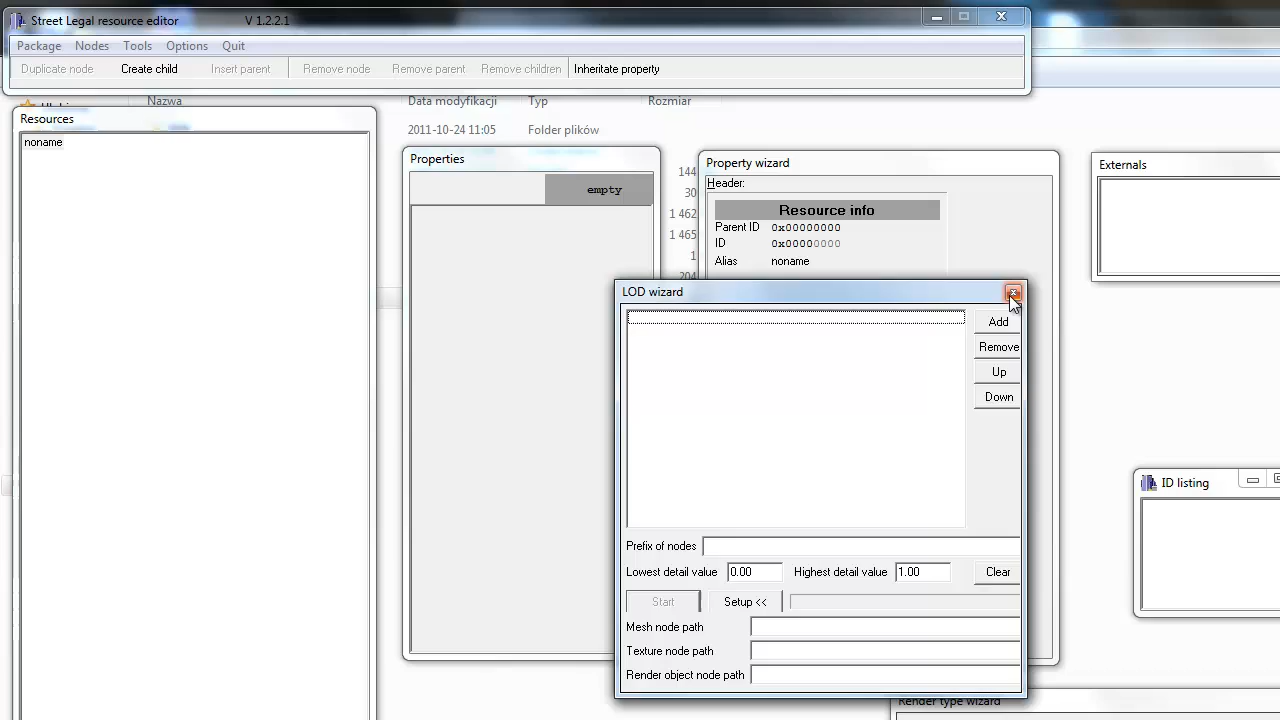 Street Legal resource editor V 1.2.2.1
Package Nodes Tools Options Quit
Duplicate node Create child Insert parent Remove node Remove parent Remove children Inheritate property
Nazwa Data modyfikacji Typ Rozmiar
Resources
noname
2011-10-24 11:05 Folder plików
Properties
empty
144
30
1 462
1 465
1
204
Property wizard
Header:
Resource info
Parent ID 0x00000000
ID 0x00000000
Alias noname
Externals
LOD wizard
Add
Remove
Up
Down
Prefix of nodes
Lowest detail value 0.00 Highest detail value 1.00 Clear
Start Setup <<
Mesh node path
Texture node path
Render object node path
ID listing
Render type wizard